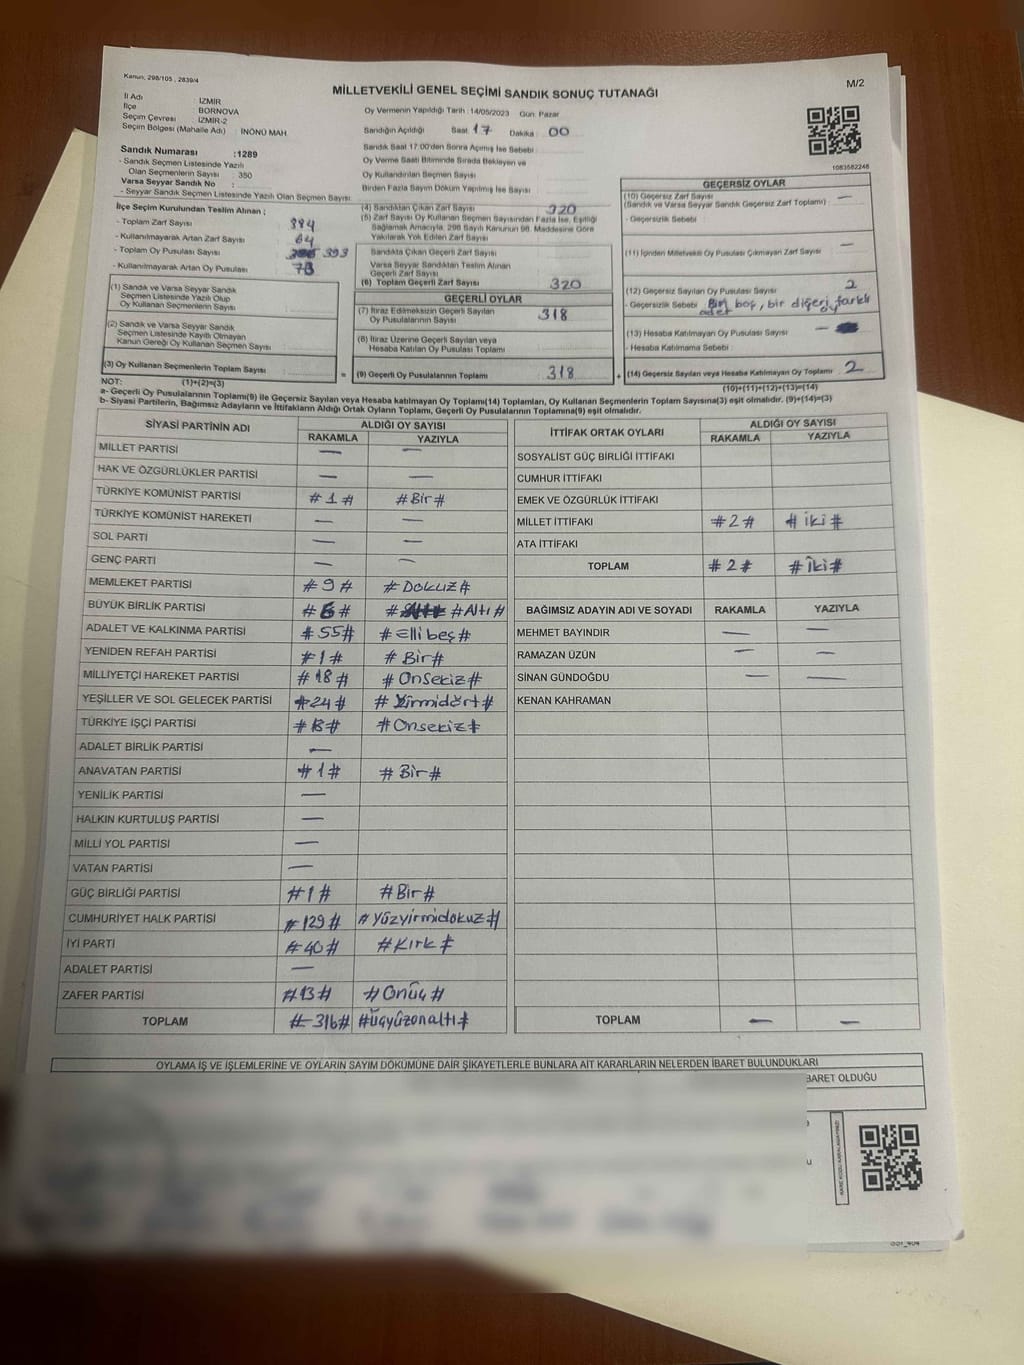 Kanun, 298/105 , 2839/4
MİLLETVEKİLİ GENEL SEÇİMİ SANDIK SONUÇ TUTANAĞI
M/2
İl Adı İZMİR
İlçe BORNOVA
Seçim Çevresi İZMİR-2
Seçim Bölgesi (Mahalle Adı) : İNÖNÜ MAH.
Sandık Numarası :1289
- Sandık Seçmen Listesinde Yazılı
Olan Seçmenlerin Sayısı : 350
Varsa Seyyar Sandık No :
- Seyyar Sandık Seçmen Listesinde Yazılı Olan Seçmen Sayısı:
Oy Vermenin Yapıldığı Tarih :14/05/2023 Gün: Pazar
Sandığın Açıldığı Saat 17 Dakika : 00
Sandık Saat 17:00'den Sonra Açılmış İse Sebebi :
Oy Verme Saati Bitiminde Sırada Bekleyen ve
Oy Kullandırılan Seçmen Sayısı :
Birden Fazla Sayım Döküm Yapılmış İse Sayısı :
1083582248
İlçe Seçim Kurulundan Teslim Alınan ;
- Toplam Zarf Sayısı : 384
- Kullanılmayarak Artan Zarf Sayısı : 64
- Toplam Oy Pusulası Sayısı : 393
- Kullanılmayarak Artan Oy Pusulası : 73
(1) Sandık ve Varsa Seyyar Sandık
Seçmen Listesinde Yazılı Olup
Oy Kullanan Seçmenlerin Sayısı :
(2) Sandık ve Varsa Seyyar Sandık
Seçmen Listesinde Kayıtlı Olmayan
Kanun Gereği Oy Kullanan Seçmen Sayısı :
(3) Oy Kullanan Seçmenlerin Toplam Sayısı :
(1)+(2)=(3)
(4) Sandıktan Çıkan Zarf Sayısı : 320
(5) Zarf Sayısı Oy Kullanan Seçmen Sayısından Fazla İse, Eşitliği
Sağlamak Amacıyla, 298 Sayılı Kanunun 98. Maddesine Göre
Yakılarak Yok Edilen Zarf Sayısı :
Sandıkta Çıkan Geçerli Zarf Sayısı :
Varsa Seyyar Sandıktan Teslim Alınan
Geçerli Zarf Sayısı :
(6) Toplam Geçerli Zarf Sayısı : 320
GEÇERLİ OYLAR
(7) İtiraz Edilmeksizin Geçerli Sayılan
Oy Pusulalarının Sayısı : 318
(8) İtiraz Üzerine Geçerli Sayılan veya
Hesaba Katılan Oy Pusulası Toplamı :
= (9) Geçerli Oy Pusulalarının Toplamı : 318 +
GEÇERSİZ OYLAR
(10) Geçersiz Zarf Sayısı
(Sandık ve Varsa Seyyar Sandık Geçersiz Zarf Toplamı) : —
- Geçersizlik Sebebi :
(11) İçinden Milletvekili Oy Pusulası Çıkmayan Zarf Sayısı : —
(12) Geçersiz Sayılan Oy Pusulası Sayısı : 2
- Geçersizlik Sebebi : Bir boş, bir diğeri farklı
adet oy
(13) Hesaba Katılmayan Oy Pusulası Sayısı : —
- Hesaba Katılmama Sebebi :
(14) Geçersiz Sayılan veya Hesaba Katılmayan Oy Toplamı : 2
(10)+(11)+(12)+(13)=(14)
NOT:
a- Geçerli Oy Pusulalarının Toplamı(9) ile Geçersiz Sayılan veya Hesaba katılmayan Oy Toplamı(14) Toplamları, Oy Kullanan Seçmenlerin Toplam Sayısına(3) eşit olmalıdır. (9)+(14)=(3)
b- Siyasi Partilerin, Bağımsız Adayların ve İttifakların Aldığı Ortak Oyların Toplamı, Geçerli Oy Pusulalarının Toplamına(9) eşit olmalıdır.
SİYASİ PARTİNİN ADI ALDIĞI OY SAYISI
RAKAMLA YAZIYLA
MİLLET PARTİSİ — —
HAK VE ÖZGÜRLÜKLER PARTİSİ — —
TÜRKİYE KOMÜNİST PARTİSİ #1# #Bir#
TÜRKİYE KOMÜNİST HAREKETİ — —
SOL PARTİ — —
GENÇ PARTİ — —
MEMLEKET PARTİSİ #9# #Dokuz#
BÜYÜK BİRLİK PARTİSİ #6# #Altı#
ADALET VE KALKINMA PARTİSİ #55# #Ellibeş#
YENİDEN REFAH PARTİSİ #1# #Bir#
MİLLİYETÇİ HAREKET PARTİSİ #18# #Onsekiz#
YEŞİLLER VE SOL GELECEK PARTİSİ #24# #Yirmidört#
TÜRKİYE İŞÇİ PARTİSİ #18# #Onsekiz#
ADALET BİRLİK PARTİSİ —
ANAVATAN PARTİSİ #1# #Bir#
YENİLİK PARTİSİ —
HALKIN KURTULUŞ PARTİSİ —
MİLLİ YOL PARTİSİ —
VATAN PARTİSİ —
GÜÇ BİRLİĞİ PARTİSİ #1# #Bir#
CUMHURİYET HALK PARTİSİ #129# #Yüzyirmidokuz#
İYİ PARTİ #40# #Kırk#
ADALET PARTİSİ —
ZAFER PARTİSİ #13# #Onüç#
TOPLAM #316# #üçyüzonaltı#
İTTİFAK ORTAK OYLARI ALDIĞI OY SAYISI
RAKAMLA YAZIYLA
SOSYALİST GÜÇ BİRLİĞİ İTTİFAKI
CUMHUR İTTİFAKI
EMEK VE ÖZGÜRLÜK İTTİFAKI
MİLLET İTTİFAKI #2# #iki#
ATA İTTİFAKI
TOPLAM #2# #İki#
BAĞIMSIZ ADAYIN ADI VE SOYADI RAKAMLA YAZIYLA
MEHMET BAYINDIR — —
RAMAZAN ÜZÜN — —
SİNAN GÜNDOĞDU — —
KENAN KAHRAMAN
TOPLAM — —
OYLAMA İŞ VE İŞLEMLERİNE VE OYLARIN SAYIM DÖKÜMÜNE DAİR ŞİKAYETLERLE BUNLARA AİT KARARLARIN NELERDEN İBARET BULUNDUKLARI
BARET OLDUĞU